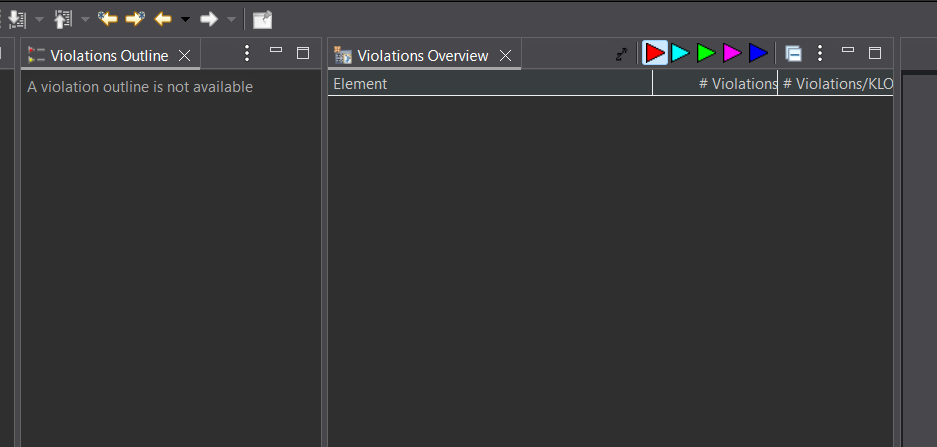 Violations Outline
A violation outline is not available
Violations Overview
Element
# Violations
# Violations/KLO